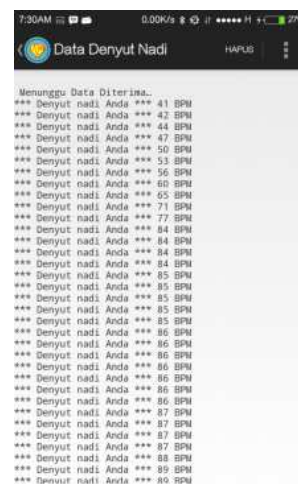 7:30AM 0.00K/s H 27
Data Denyut Nadi HAPUS
Menunggu Data Diterima…
*** Denyut nadi Anda *** 41 BPM
*** Denyut nadi Anda *** 42 BPM
*** Denyut nadi Anda *** 44 BPM
*** Denyut nadi Anda *** 47 BPM
*** Denyut nadi Anda *** 50 BPM
*** Denyut nadi Anda *** 53 BPM
*** Denyut nadi Anda *** 56 BPM
*** Denyut nadi Anda *** 60 BPM
*** Denyut nadi Anda *** 65 BPM
*** Denyut nadi Anda *** 71 BPM
*** Denyut nadi Anda *** 77 BPM
*** Denyut nadi Anda *** 84 BPM
*** Denyut nadi Anda *** 84 BPM
*** Denyut nadi Anda *** 84 BPM
*** Denyut nadi Anda *** 84 BPM
*** Denyut nadi Anda *** 85 BPM
*** Denyut nadi Anda *** 85 BPM
*** Denyut nadi Anda *** 85 BPM
*** Denyut nadi Anda *** 85 BPM
*** Denyut nadi Anda *** 85 BPM
*** Denyut nadi Anda *** 86 BPM
*** Denyut nadi Anda *** 86 BPM
*** Denyut nadi Anda *** 86 BPM
*** Denyut nadi Anda *** 86 BPM
*** Denyut nadi Anda *** 86 BPM
*** Denyut nadi Anda *** 86 BPM
*** Denyut nadi Anda *** 86 BPM
*** Denyut nadi Anda *** 87 BPM
*** Denyut nadi Anda *** 87 BPM
*** Denyut nadi Anda *** 87 BPM
*** Denyut nadi Anda *** 88 BPM
*** Denyut nadi Anda *** 89 BPM
*** Denyut nadi Anda *** 89 BPM